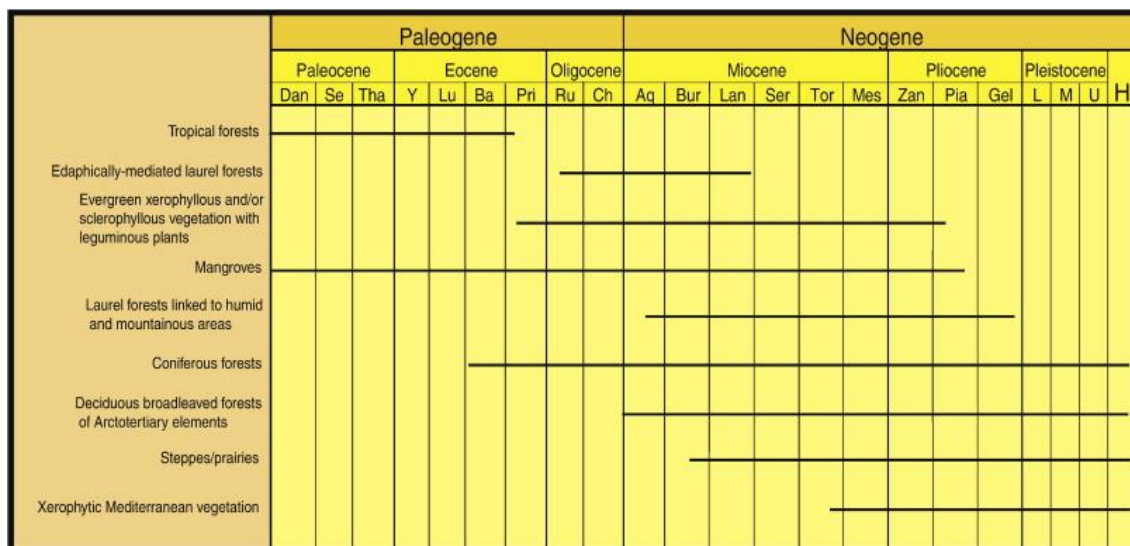 Paleogene Neogene
Paleocene Eocene Oligocene Miocene Pliocene Pleistocene
Dan Se Tha Y Lu Ba Pri Ru Ch Aq Bur Lan Ser Tor Mes Zan Pia Gel L M U H
Tropical forests
Edaphically-mediated laurel forests
Evergreen xerophyllous and/or
sclerophyllous vegetation with
leguminous plants
Mangroves
Laurel forests linked to humid
and mountainous areas
Coniferous forests
Deciduous broadleaved forests
of Arctotertiary elements
Steppes/prairies
Xerophytic Mediterranean vegetation